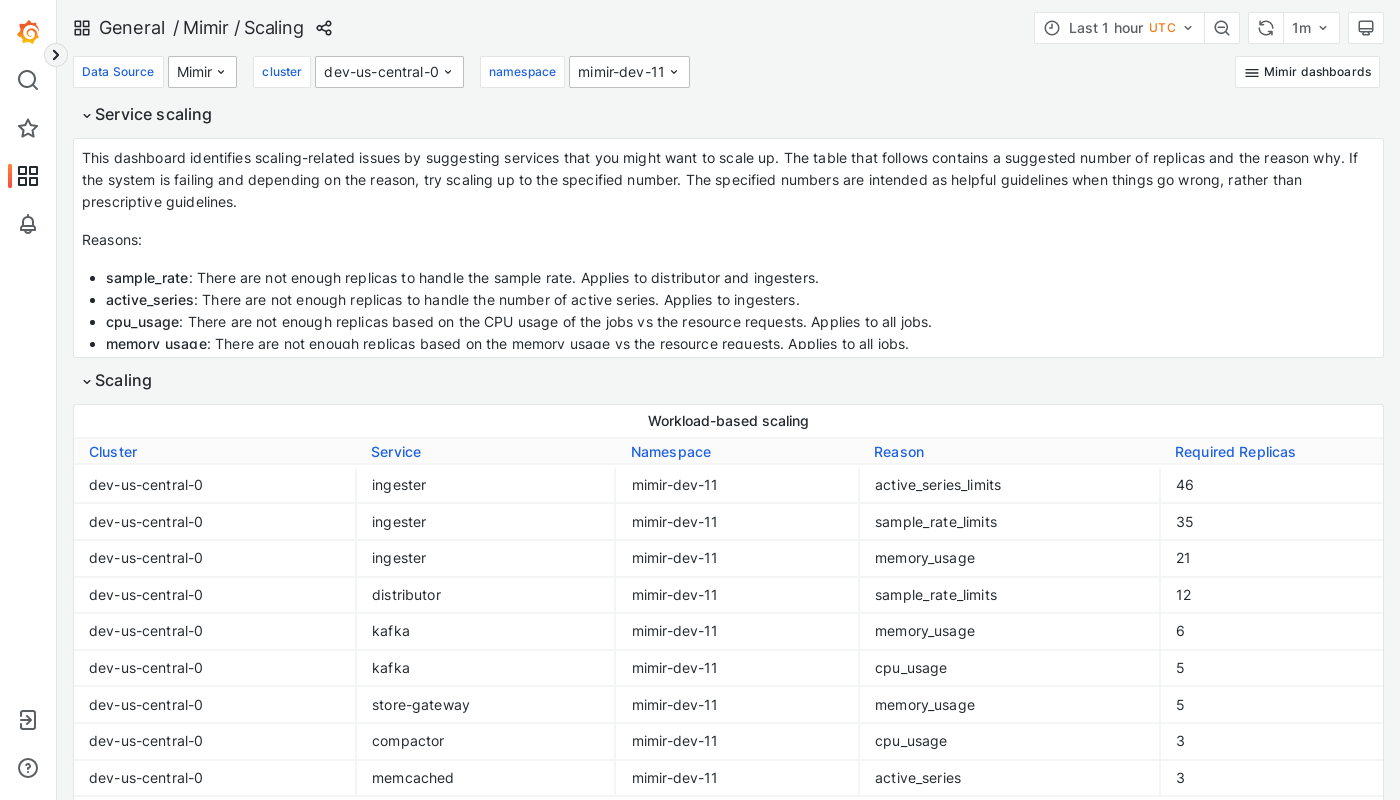 General / Mimir / Scaling
Last 1 hour UTC
1m
Data Source Mimir cluster dev-us-central-0 namespace mimir-dev-11 Mimir dashboards
Service scaling
This dashboard identifies scaling-related issues by suggesting services that you might want to scale up. The table that follows contains a suggested number of replicas and the reason why. If
the system is failing and depending on the reason, try scaling up to the specified number. The specified numbers are intended as helpful guidelines when things go wrong, rather than
prescriptive guidelines.
Reasons:
• sample_rate: There are not enough replicas to handle the sample rate. Applies to distributor and ingesters.
• active_series: There are not enough replicas to handle the number of active series. Applies to ingesters.
• cpu_usage: There are not enough replicas based on the CPU usage of the jobs vs the resource requests. Applies to all jobs.
• memory_usage: There are not enough replicas based on the memory usage vs the resource requests. Applies to all jobs.
Scaling
Workload-based scaling
Cluster Service Namespace Reason Required Replicas
dev-us-central-0 ingester mimir-dev-11 active_series_limits 46
dev-us-central-0 ingester mimir-dev-11 sample_rate_limits 35
dev-us-central-0 ingester mimir-dev-11 memory_usage 21
dev-us-central-0 distributor mimir-dev-11 sample_rate_limits 12
dev-us-central-0 kafka mimir-dev-11 memory_usage 6
dev-us-central-0 kafka mimir-dev-11 cpu_usage 5
dev-us-central-0 store-gateway mimir-dev-11 memory_usage 5
dev-us-central-0 compactor mimir-dev-11 cpu_usage 3
dev-us-central-0 memcached mimir-dev-11 active_series 3